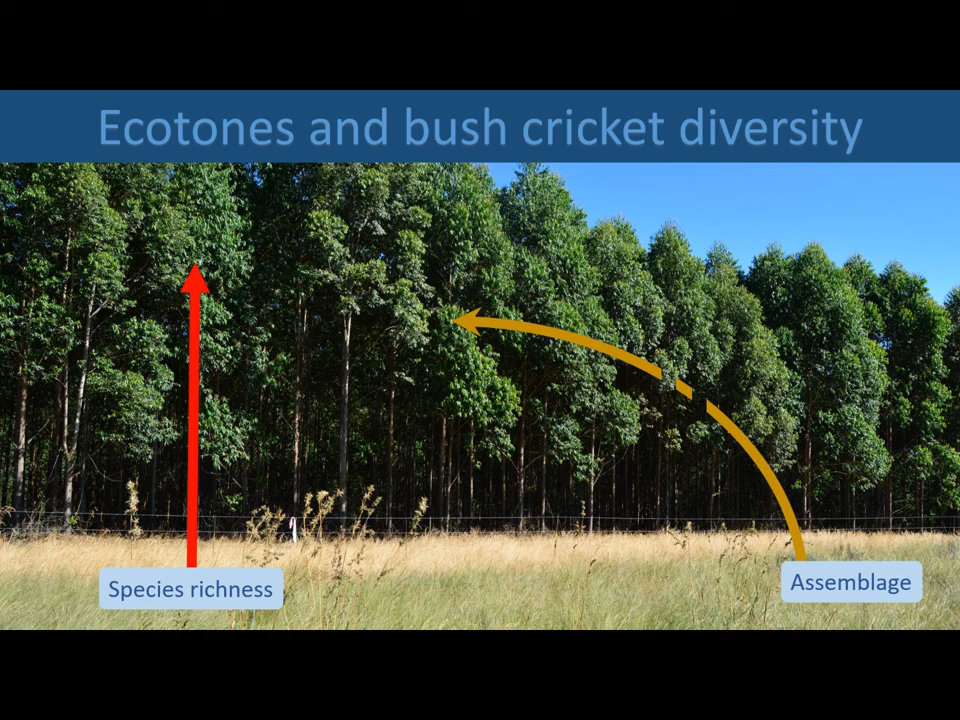 Ecotones and bush cricket diversity
Species richness
Assemblage